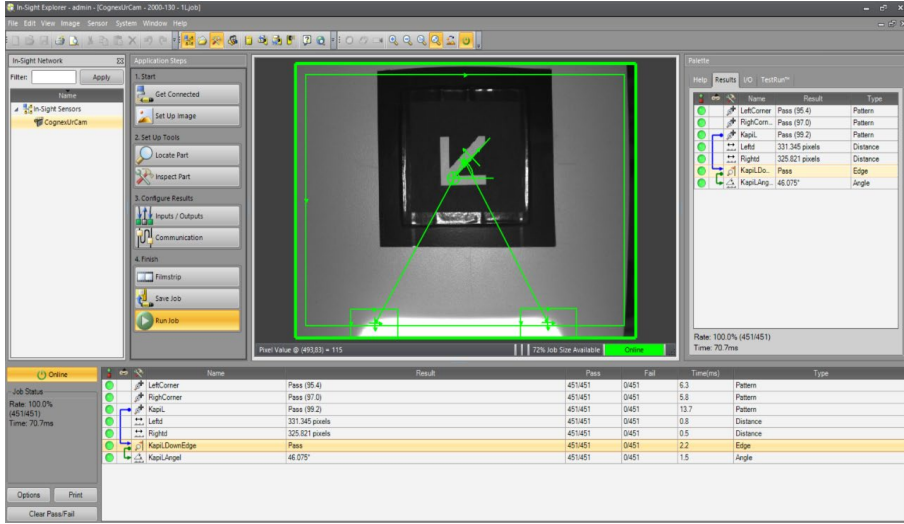 In-Sight Explorer - admin - [CognexUrCam - 2000-130 - 1L.job]
File Edit View Image Sensor System Window Help
In-Sight Network
Filter: Apply
Name
In-Sight Sensors
CognexUrCam
Application Steps
1. Start
Get Connected
Set Up Image
2. Set Up Tools
Locate Part
Inspect Part
3. Configure Results
Inputs / Outputs
Communication
4. Finish
Filmstrip
Save Job
Run Job
Pixel Value @ (493,83) = 115
72% Job Size Available
Online
Palette
Help Results I/O TestRun™
Name Result Type
LeftCorner Pass (95.4) Pattern
RighCorn... Pass (97.0) Pattern
KapiL Pass (99.2) Pattern
Leftd 331.345 pixels Distance
Rightd 325.821 pixels Distance
KapiLDo... Pass Edge
KapiLAng... 46.075° Angle
Rate: 100.0% (451/451)
Time: 70.7ms
Online
Job Status
Rate: 100.0%
(451/451)
Time: 70.7ms
Options Print
Clear Pass/Fail
Name Result Pass Fail Time(ms) Type
LeftCorner Pass (95.4) 451/451 0/451 6.3 Pattern
RighCorner Pass (97.0) 451/451 0/451 5.8 Pattern
KapiL Pass (99.2) 451/451 0/451 13.7 Pattern
Leftd 331.345 pixels 451/451 0/451 0.8 Distance
Rightd 325.821 pixels 451/451 0/451 0.5 Distance
KapiLDownEdge Pass 451/451 0/451 2.2 Edge
KapiLAngel 46.075° 451/451 0/451 1.5 Angle